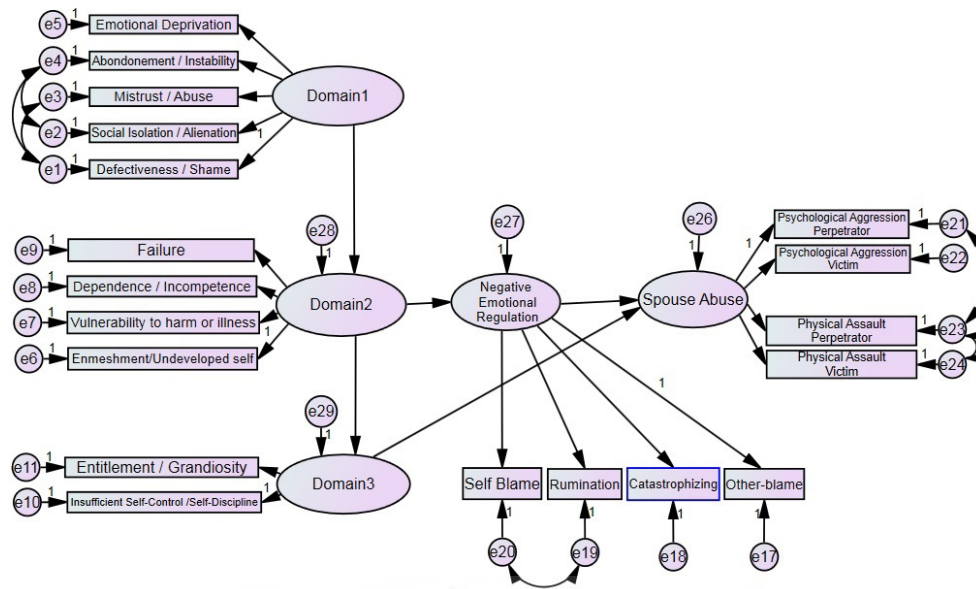 e5
1
Emotional Deprivation
e4
1
Abondonement / Instability
e3
1
Mistrust / Abuse
Domain1
e2
1
Social Isolation / Alienation
1
e1
1
Defectiveness / Shame
e9
1
Failure
e28
1
e8
1
Dependence / Incompetence
Domain2
e7
1
Vulnerability to harm or illness
e6
1
Enmeshment/Undeveloped self
1
e27
1
Negative
Emotional
Regulation
e26
1
Spouse Abuse
1
Psychological Aggression
Perpetrator
1
e21
Psychological Aggression
Victim
1
e22
Physical Assault
Perpetrator
1
e23
Physical Assault
Victim
1
e24
e29
1
e11
1
Entitlement / Grandiosity
Domain3
e10
1
Insufficient Self-Control /Self-Discipline
1
1
Self Blame
Rumination
Catastrophizing
Other-blame
1
1
1
1
e20
e19
e18
e17